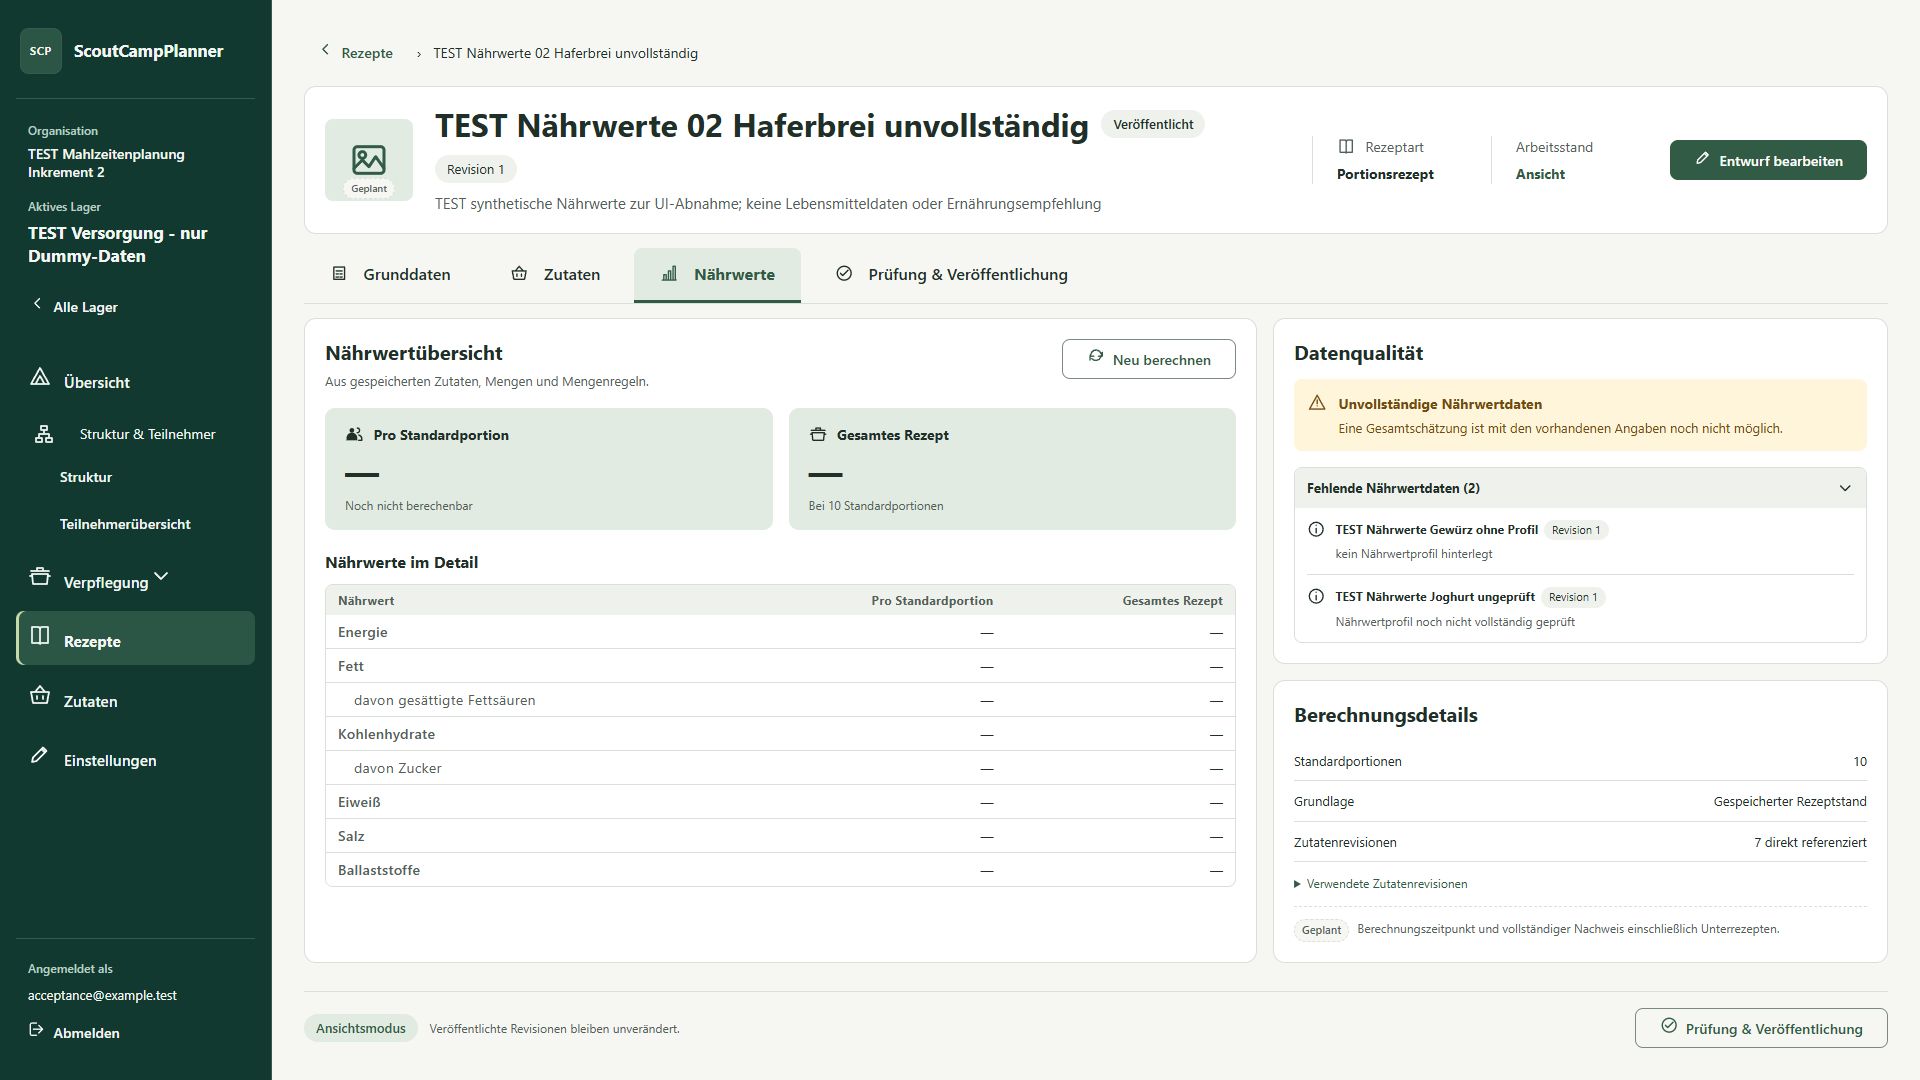 SCP
ScoutCampPlanner
Organisation
TEST Mahlzeitenplanung
Inkrement 2
Aktives Lager
TEST Versorgung - nur
Dummy-Daten
Alle Lager
Übersicht
Struktur & Teilnehmer
Struktur
Teilnehmerübersicht
Verpflegung
Rezepte
Zutaten
Einstellungen
Angemeldet als
acceptance@example.test
Abmelden
Rezepte › TEST Nährwerte 02 Haferbrei unvollständig
Geplant
TEST Nährwerte 02 Haferbrei unvollständig Veröffentlicht
Revision 1
TEST synthetische Nährwerte zur UI-Abnahme; keine Lebensmitteldaten oder Ernährungsempfehlung
Rezeptart
Portionsrezept
Arbeitsstand
Ansicht
Entwurf bearbeiten
Grunddaten
Zutaten
Nährwerte
Prüfung & Veröffentlichung
Nährwertübersicht
Aus gespeicherten Zutaten, Mengen und Mengenregeln.
Neu berechnen
Pro Standardportion
—
Noch nicht berechenbar
Gesamtes Rezept
—
Bei 10 Standardportionen
Nährwerte im Detail
Nährwert Pro Standardportion Gesamtes Rezept
Energie — —
Fett — —
davon gesättigte Fettsäuren — —
Kohlenhydrate — —
davon Zucker — —
Eiweiß — —
Salz — —
Ballaststoffe — —
Datenqualität
Unvollständige Nährwertdaten
Eine Gesamtschätzung ist mit den vorhandenen Angaben noch nicht möglich.
Fehlende Nährwertdaten (2)
TEST Nährwerte Gewürz ohne Profil Revision 1
kein Nährwertprofil hinterlegt
TEST Nährwerte Joghurt ungeprüft Revision 1
Nährwertprofil noch nicht vollständig geprüft
Berechnungsdetails
Standardportionen 10
Grundlage Gespeicherter Rezeptstand
Zutatenrevisionen 7 direkt referenziert
Verwendete Zutatenrevisionen
Geplant Berechnungszeitpunkt und vollständiger Nachweis einschließlich Unterrezepten.
Ansichtsmodus Veröffentlichte Revisionen bleiben unverändert.
Prüfung & Veröffentlichung